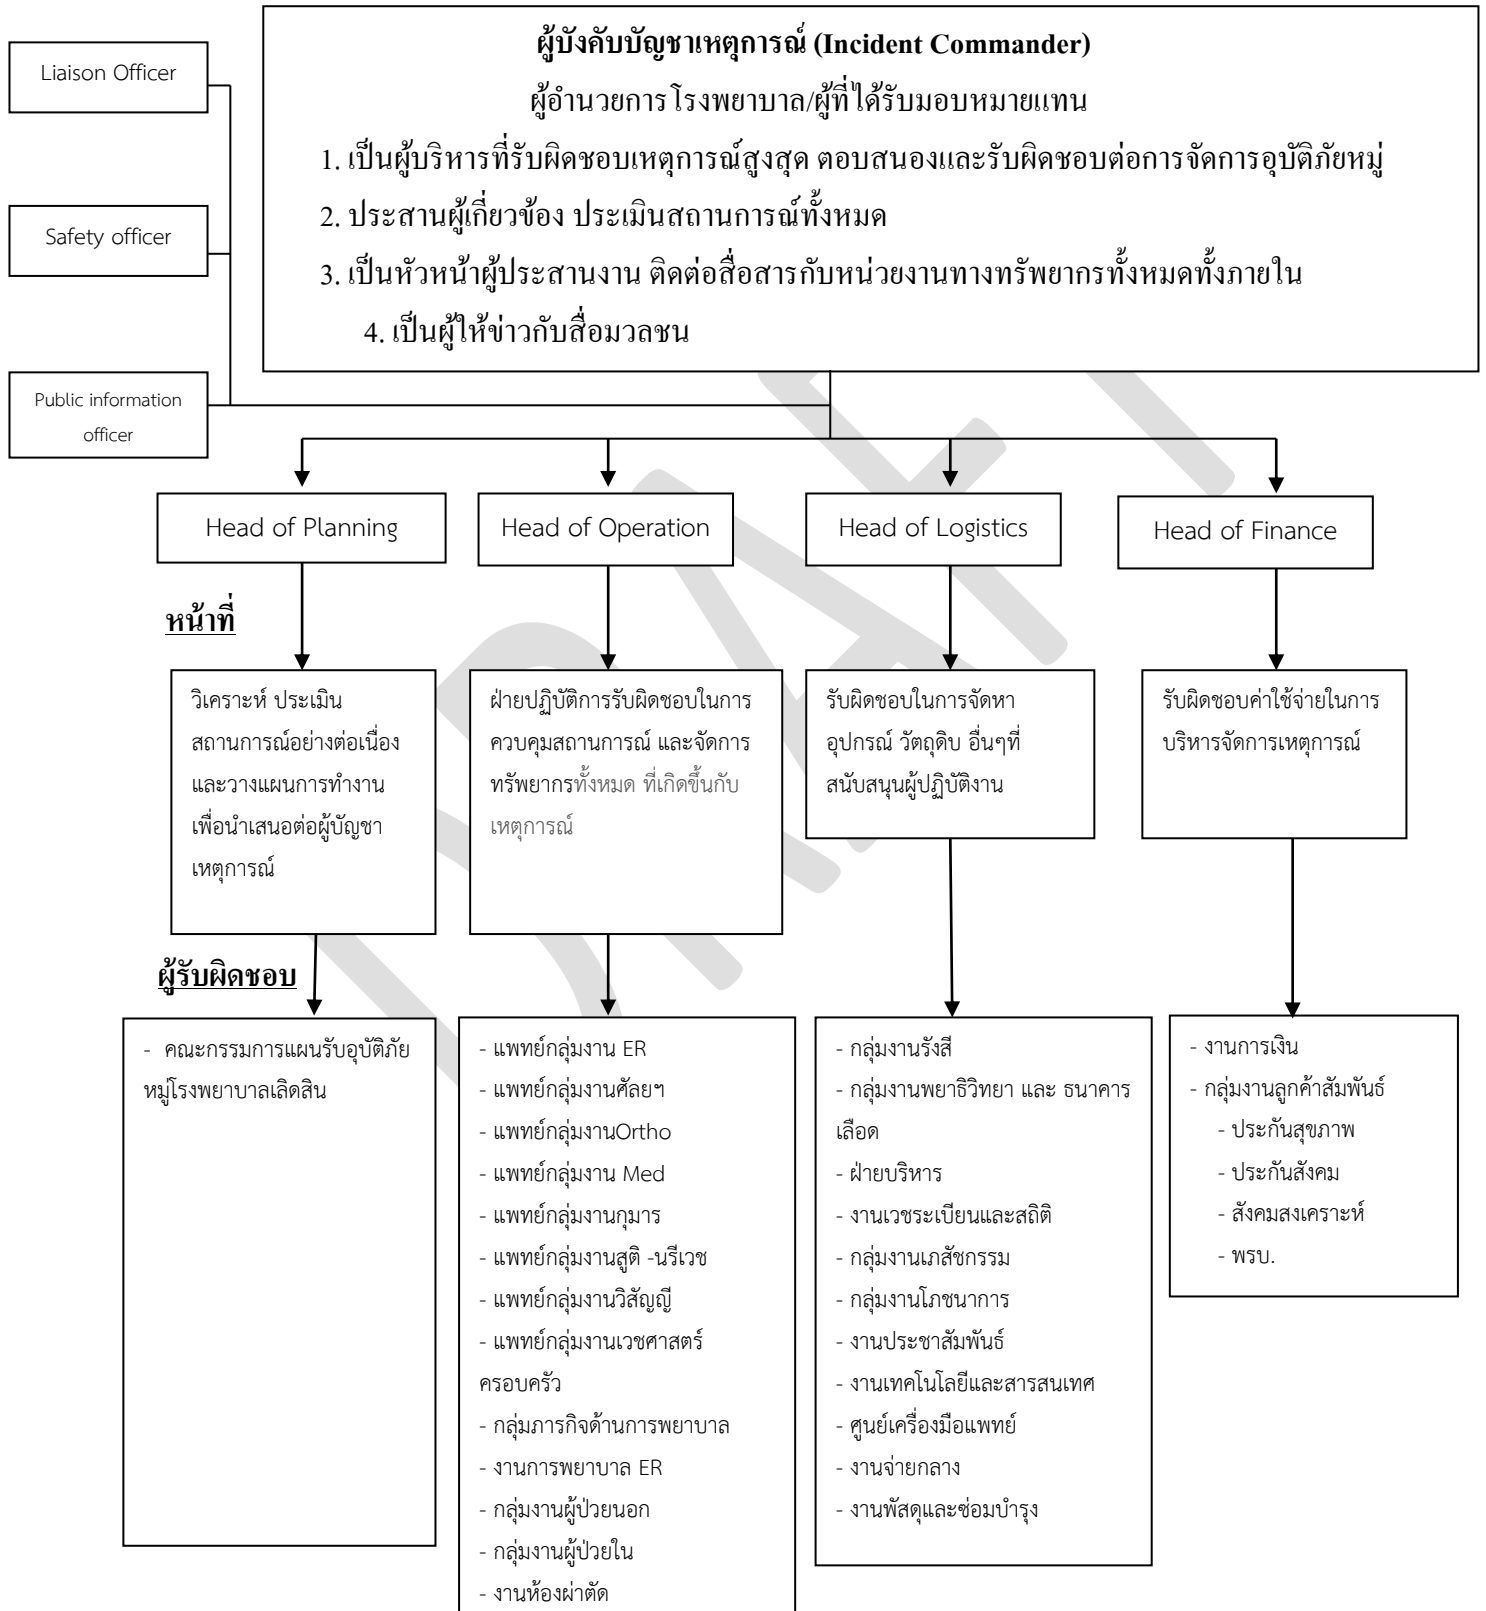 ผู้บังคับบัญชาเหตุการณ์ (Incident Commander)
ผู้อำนวยการโรงพยาบาล/ผู้ที่ได้รับมอบหมายแทน
1. เป็นผู้บริหารที่รับผิดชอบเหตุการณ์สูงสุด ตอบสนองและรับผิดชอบต่อการจัดการอุบัติภัยหมู่
2. ประสานผู้เกี่ยวข้อง ประเมินสถานการณ์ทั้งหมด
3. เป็นหัวหน้าผู้ประสานงาน ติดต่อสื่อสารกับหน่วยงานทางทรัพยากรทั้งหมดทั้งภายใน
4. เป็นผู้ให้ข่าวกับสื่อมวลชน
Liaison Officer
Safety officer
Public information
officer
Head of Planning
Head of Operation
Head of Logistics
Head of Finance
หน้าที่
วิเคราะห์ ประเมิน
สถานการณ์อย่างต่อเนื่อง
และวางแผนการทำงาน
เพื่อนำเสนอต่อผู้บัญชา
เหตุการณ์
ฝ่ายปฏิบัติการรับผิดชอบในการ
ควบคุมสถานการณ์ และจัดการ
ทรัพยากรทั้งหมด ที่เกิดขึ้นกับ
เหตุการณ์
รับผิดชอบในการจัดหา
อุปกรณ์ วัตถุดิบ อื่นๆที่
สนับสนุนผู้ปฏิบัติงาน
รับผิดชอบค่าใช้จ่ายในการ
บริหารจัดการเหตุการณ์
ผู้รับผิดชอบ
- คณะกรรมการแผนรับอุบัติภัย
หมู่โรงพยาบาลเลิดสิน
- แพทย์กลุ่มงาน ER
- แพทย์กลุ่มงานศัลยฯ
- แพทย์กลุ่มงานOrtho
- แพทย์กลุ่มงาน Med
- แพทย์กลุ่มงานกุมาร
- แพทย์กลุ่มงานสูติ -นรีเวช
- แพทย์กลุ่มงานวิสัญญี
- แพทย์กลุ่มงานเวชศาสตร์
ครอบครัว
- กลุ่มภารกิจด้านการพยาบาล
- งานการพยาบาล ER
- กลุ่มงานผู้ป่วยนอก
- กลุ่มงานผู้ป่วยใน
- งานห้องผ่าตัด
- กลุ่มงานรังสี
- กลุ่มงานพยาธิวิทยา และ ธนาคาร
เลือด
- ฝ่ายบริหาร
- งานเวชระเบียนและสถิติ
- กลุ่มงานเภสัชกรรม
- กลุ่มงานโภชนาการ
- งานประชาสัมพันธ์
- งานเทคโนโลยีและสารสนเทศ
- ศูนย์เครื่องมือแพทย์
- งานจ่ายกลาง
- งานพัสดุและซ่อมบำรุง
- งานการเงิน
- กลุ่มงานลูกค้าสัมพันธ์
- ประกันสุขภาพ
- ประกันสังคม
- สังคมสงเคราะห์
- พรบ.
DRAFT